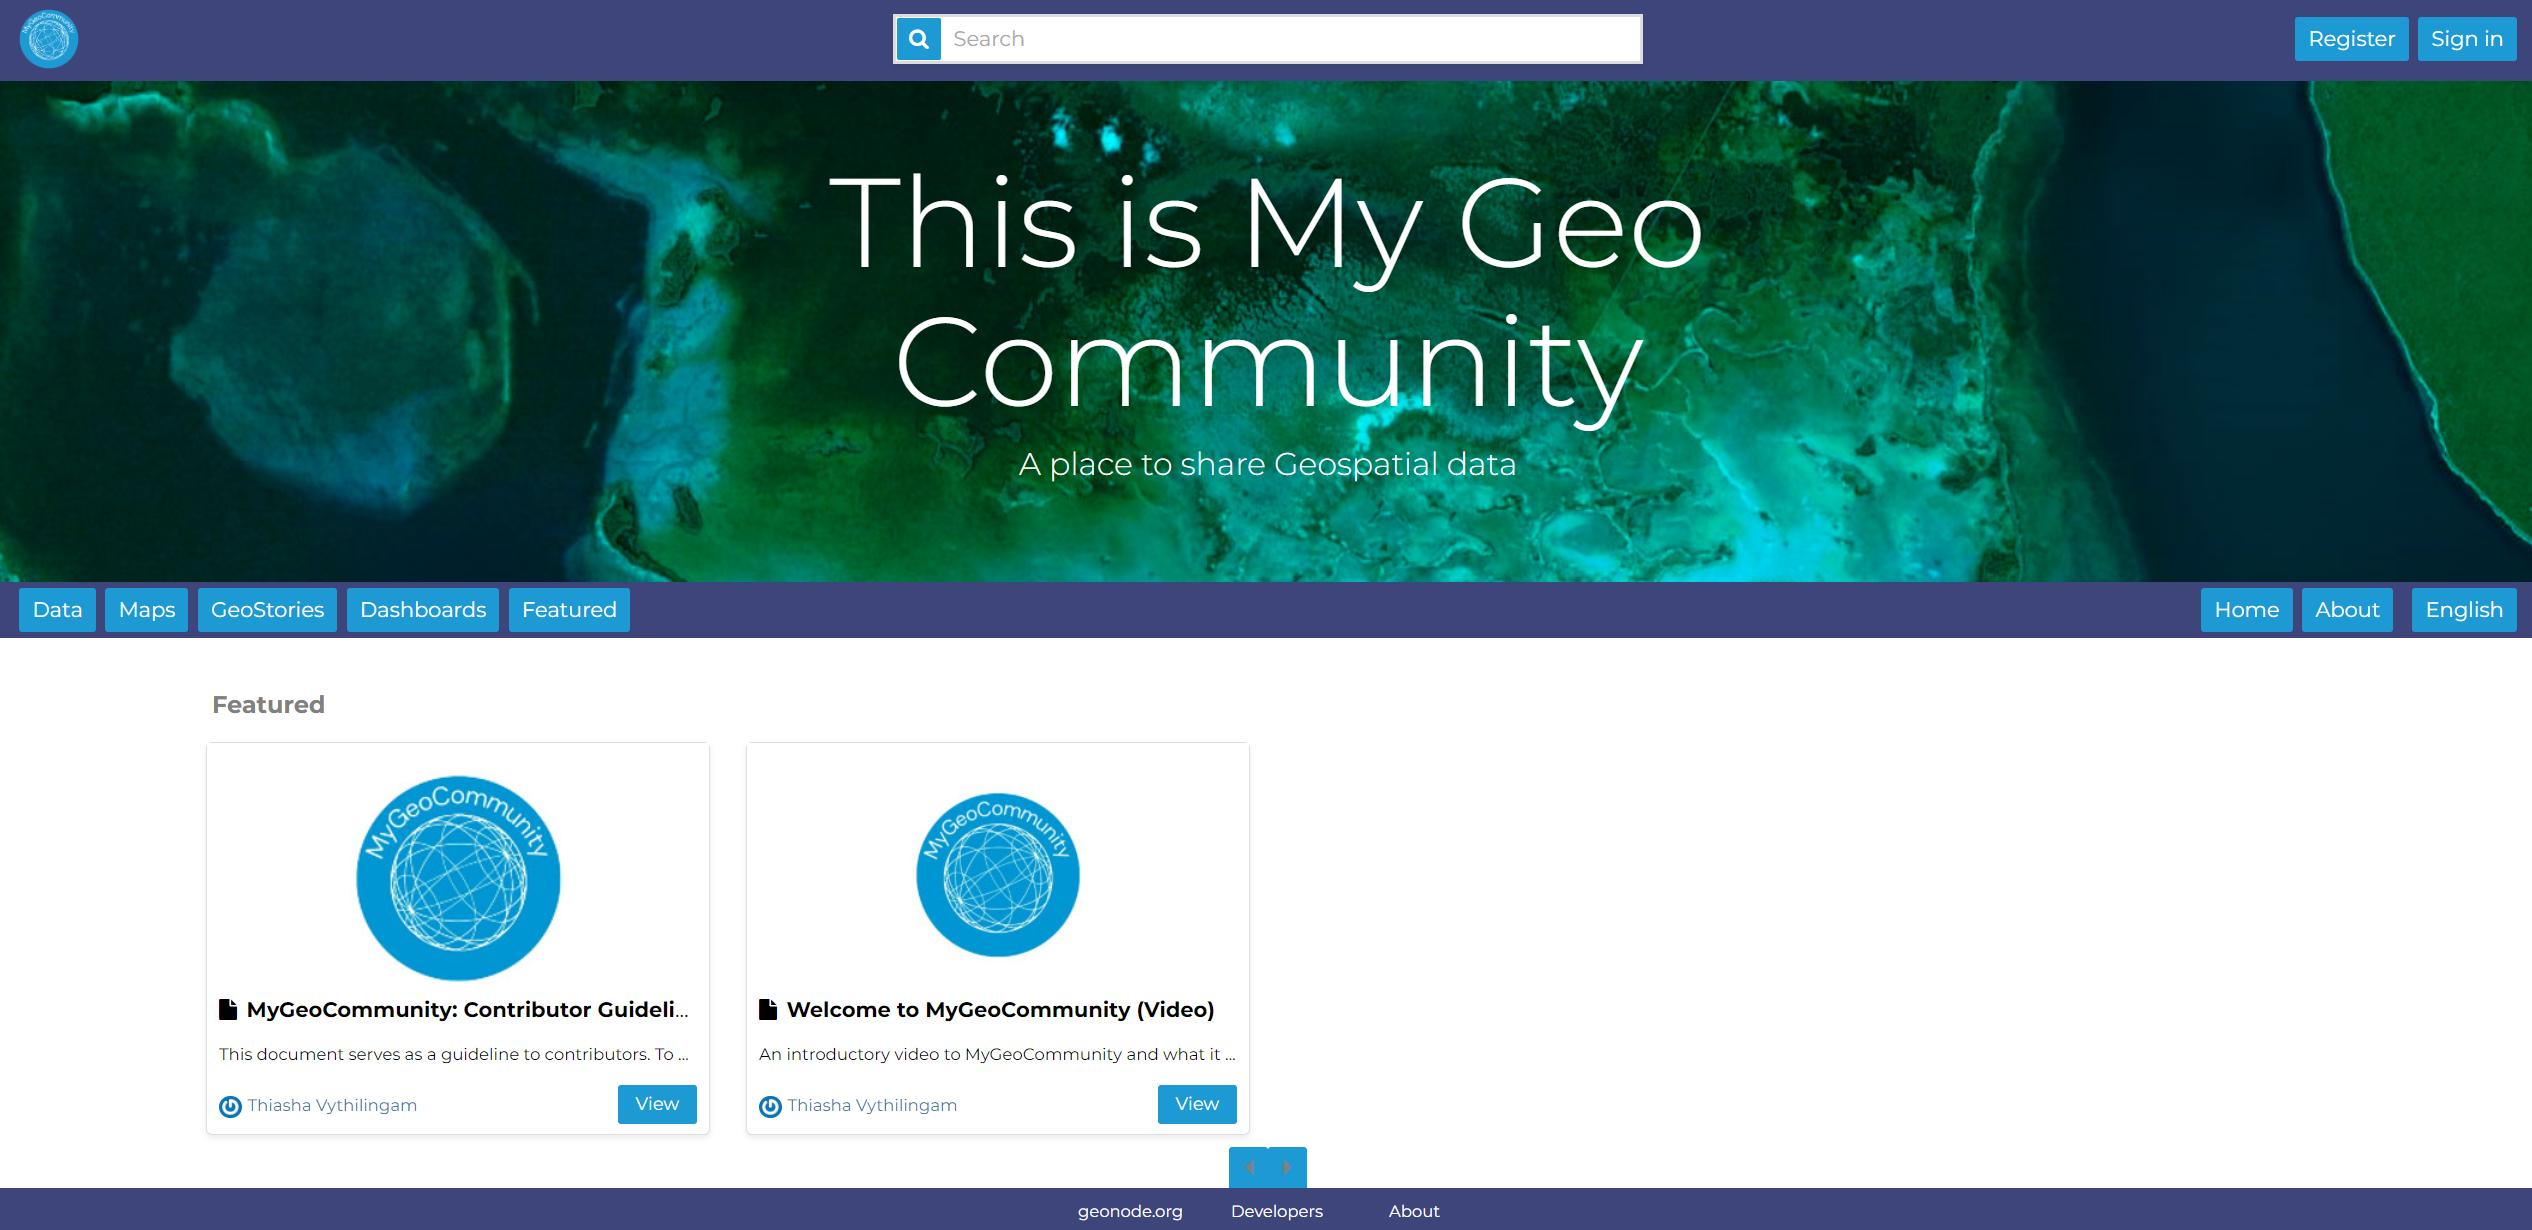 MyGeoCommunity
Search
Register
Sign in
This is My Geo
Community
A place to share Geospatial data
Data
Maps
GeoStories
Dashboards
Featured
Home
About
English
Featured
MyGeoCommunity
MyGeoCommunity: Contributor Guideli...
This document serves as a guideline to contributors. To ...
Thiasha Vythilingam
View
MyGeoCommunity
Welcome to MyGeoCommunity (Video)
An introductory video to MyGeoCommunity and what it ...
Thiasha Vythilingam
View
geonode.org
Developers
About